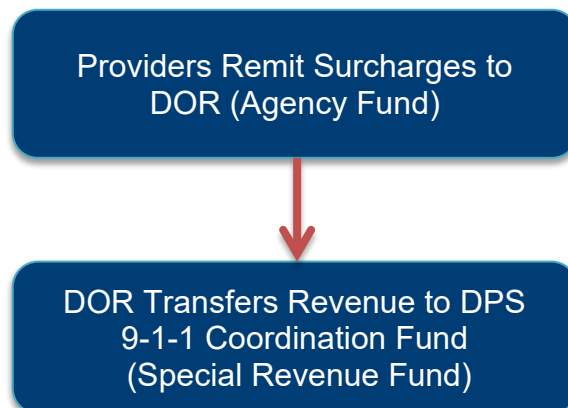 Providers Remit Surcharges to
DOR (Agency Fund)
DOR Transfers Revenue to DPS
9-1-1 Coordination Fund
(Special Revenue Fund)